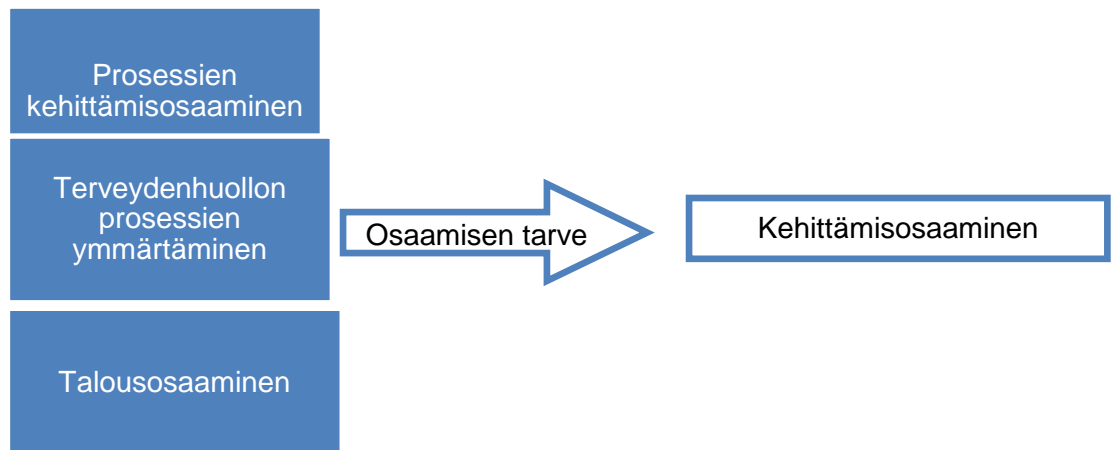 Prosessien
kehittämisosaaminen
Terveydenhuollon
prosessien
ymmärtäminen
Osaamisen tarve
Kehittämisosaaminen
Talousosaaminen